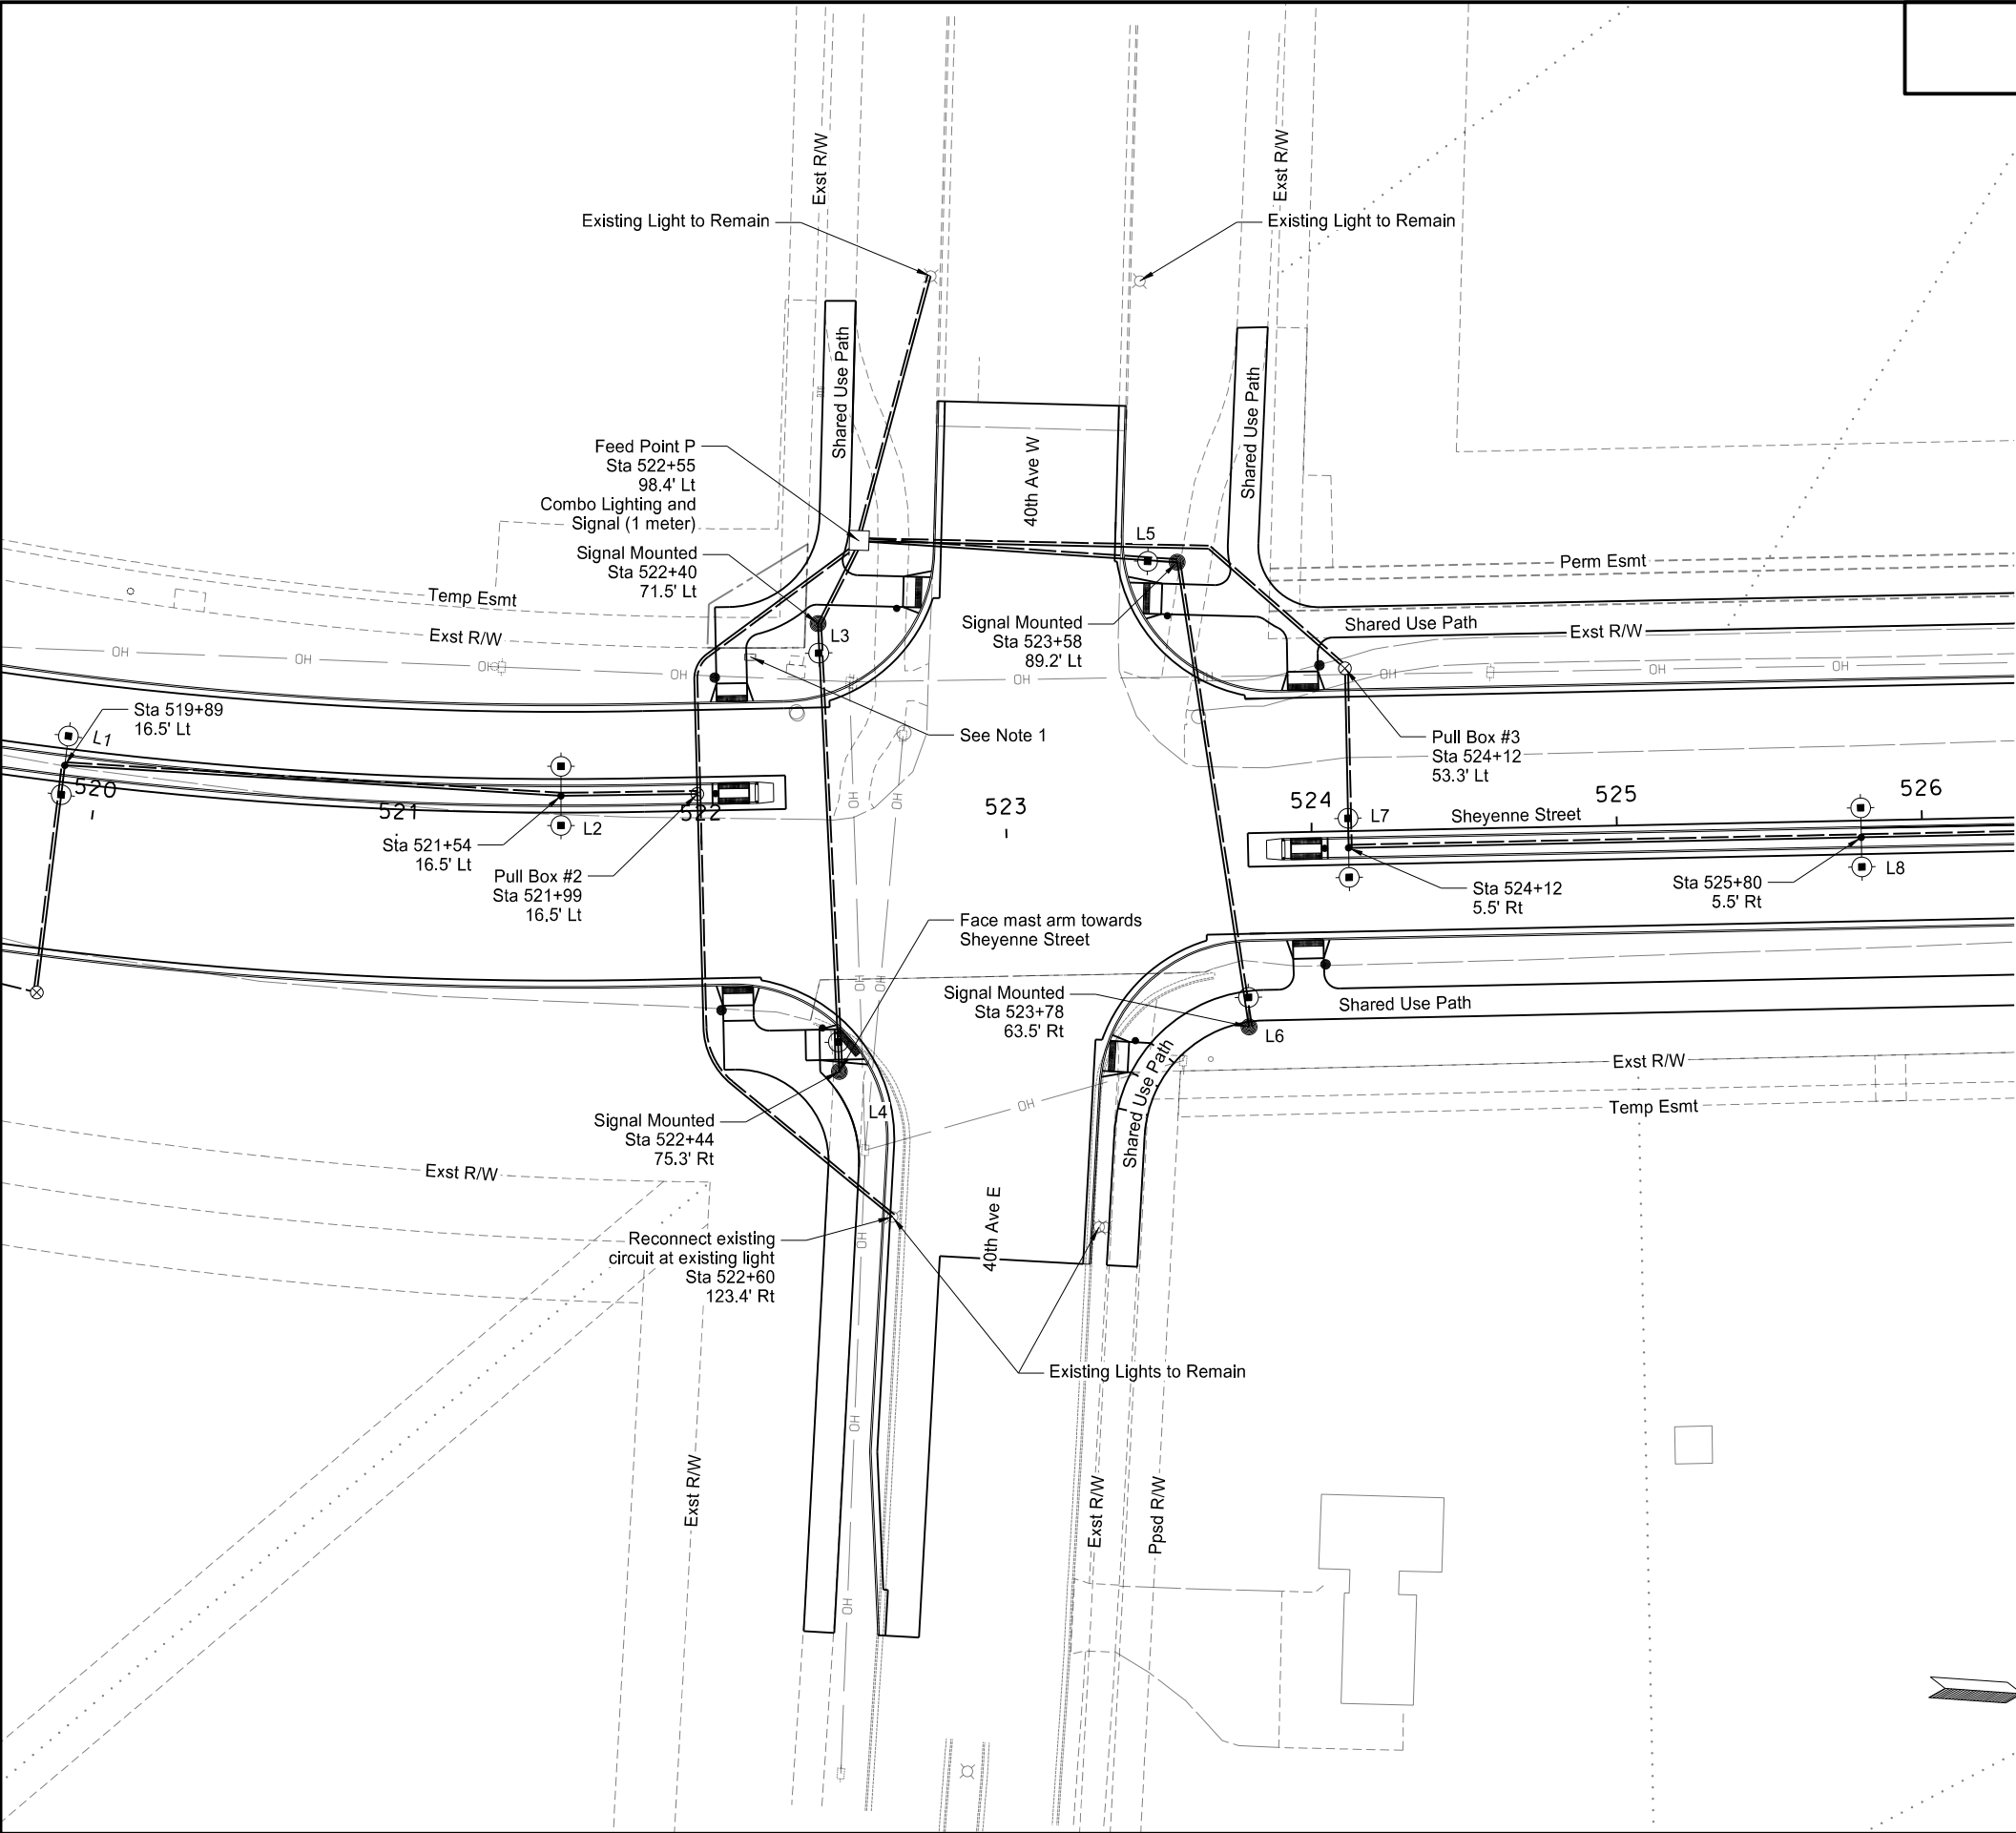 Exst R/W
Exst R/W
Existing Light to Remain
Existing Light to Remain
Shared Use Path
Shared Use Path
40th Ave W
Feed Point P
Sta 522+55
98.4' Lt
Combo Lighting and
Signal (1 meter)
Signal Mounted
Sta 522+40
71.5' Lt
L5
Perm Esmt
Temp Esmt
Exst R/W
L3
Signal Mounted
Sta 523+58
89.2' Lt
Shared Use Path
Exst R/W
OH
OH
OH
OH
OH
OH
OH
OH
OH
Sta 519+89
16.5' Lt
L1
See Note 1
Pull Box #3
Sta 524+12
53.3' Lt
520
521
522
523
524
525
526
OH
OH
L7
Sheyenne Street
L2
Sta 521+54
16.5' Lt
Pull Box #2
Sta 521+99
16.5' Lt
Sta 524+12
5.5' Rt
Sta 525+80
5.5' Rt
L8
Face mast arm towards
Sheyenne Street
OH
OH
Signal Mounted
Sta 523+78
63.5' Rt
L6
Shared Use Path
Exst R/W
Temp Esmt
OH
L4
Shared Use Path
Signal Mounted
Sta 522+44
75.3' Rt
Exst R/W
40th Ave E
Reconnect existing
circuit at existing light
Sta 522+60
123.4' Rt
OH
Existing Lights to Remain
OH
Exst R/W
Exst R/W
Ppsd R/W
OH